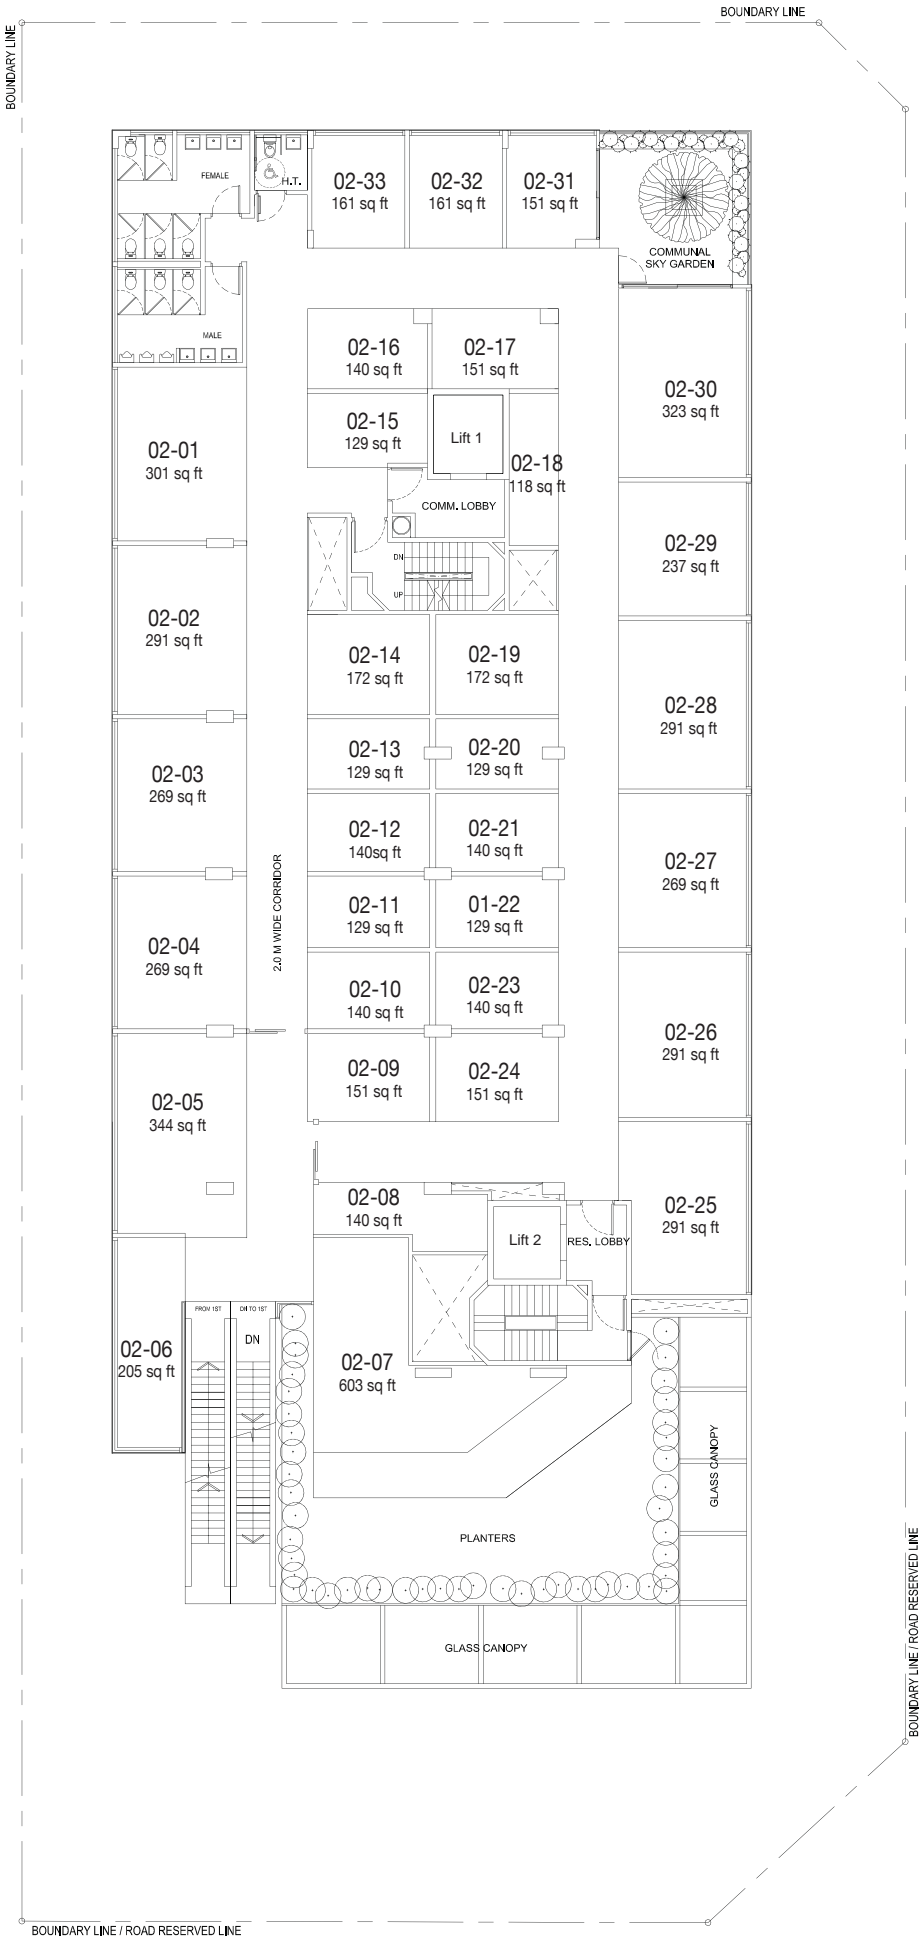 BOUNDARY LINE
BOUNDARY LINE
FEMALE
H.T.
02-33
161 sq ft
02-32
161 sq ft
02-31
151 sq ft
COMMUNAL
SKY GARDEN
MALE
02-16
140 sq ft
02-17
151 sq ft
02-30
323 sq ft
02-15
129 sq ft
Lift 1
02-01
301 sq ft
02-18
118 sq ft
COMM. LOBBY
02-29
237 sq ft
DN
UP
02-02
291 sq ft
02-14
172 sq ft
02-19
172 sq ft
02-28
291 sq ft
02-13
129 sq ft
02-20
129 sq ft
02-03
269 sq ft
02-12
140sq ft
02-21
140 sq ft
02-27
269 sq ft
2.0 M WIDE CORRIDOR
02-11
129 sq ft
01-22
129 sq ft
02-04
269 sq ft
02-10
140 sq ft
02-23
140 sq ft
02-26
291 sq ft
02-09
151 sq ft
02-24
151 sq ft
02-05
344 sq ft
02-08
140 sq ft
02-25
291 sq ft
Lift 2
RES. LOBBY
FROM 1ST
DN TO 1ST
DN
02-06
205 sq ft
02-07
603 sq ft
GLASS CANOPY
PLANTERS
GLASS CANOPY
BOUNDARY LINE / ROAD RESERVED LINE
BOUNDARY LINE / ROAD RESERVED LINE